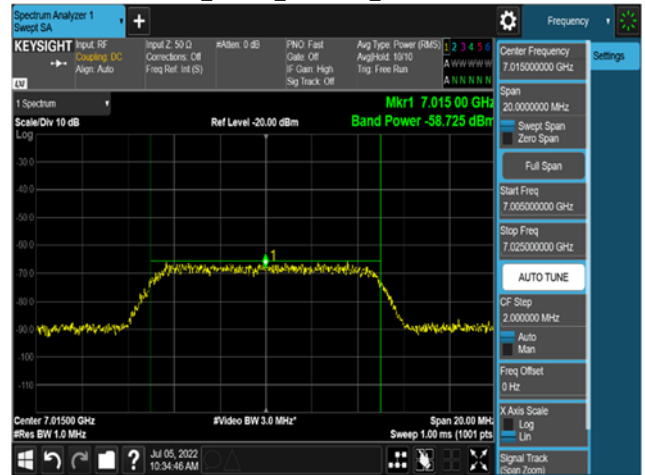 Spectrum Analyzer 1
Swept SA
Frequency
KEYSIGHT
Input: RF
Coupling: DC
Align: Auto
Input Z: 50 Ω
Corrections: Off
Freq Ref: Int (S)
#Atten: 0 dB
PNO: Fast
Gate: Off
IF Gain: High
Sig Track: Off
Avg Type: Power (RMS)
Avg|Hold: 10/10
Trig: Free Run
1 2 3 4 5 6
A W W W W W
A N N N N N
LXI
1 Spectrum
Scale/Div 10 dB
Log
Ref Level -20.00 dBm
Mkr1 7.015 00 GHz
Band Power -58.725 dBm
1
-30.0
-40.0
-50.0
-60.0
-70.0
-80.0
-90.0
-100
-110
Center 7.01500 GHz
#Res BW 1.0 MHz
#Video BW 3.0 MHz*
Span 20.00 MHz
Sweep 1.00 ms (1001 pts
?
Jul 05, 2022
10:34:46 AM
Center Frequency
7.015000000 GHz
Settings
Span
20.0000000 MHz
Swept Span
Zero Span
Full Span
Start Freq
7.005000000 GHz
Stop Freq
7.025000000 GHz
AUTO TUNE
CF Step
2.000000 MHz
Auto
Man
Freq Offset
0 Hz
X Axis Scale
Log
Lin
Signal Track
(Span Zoom)